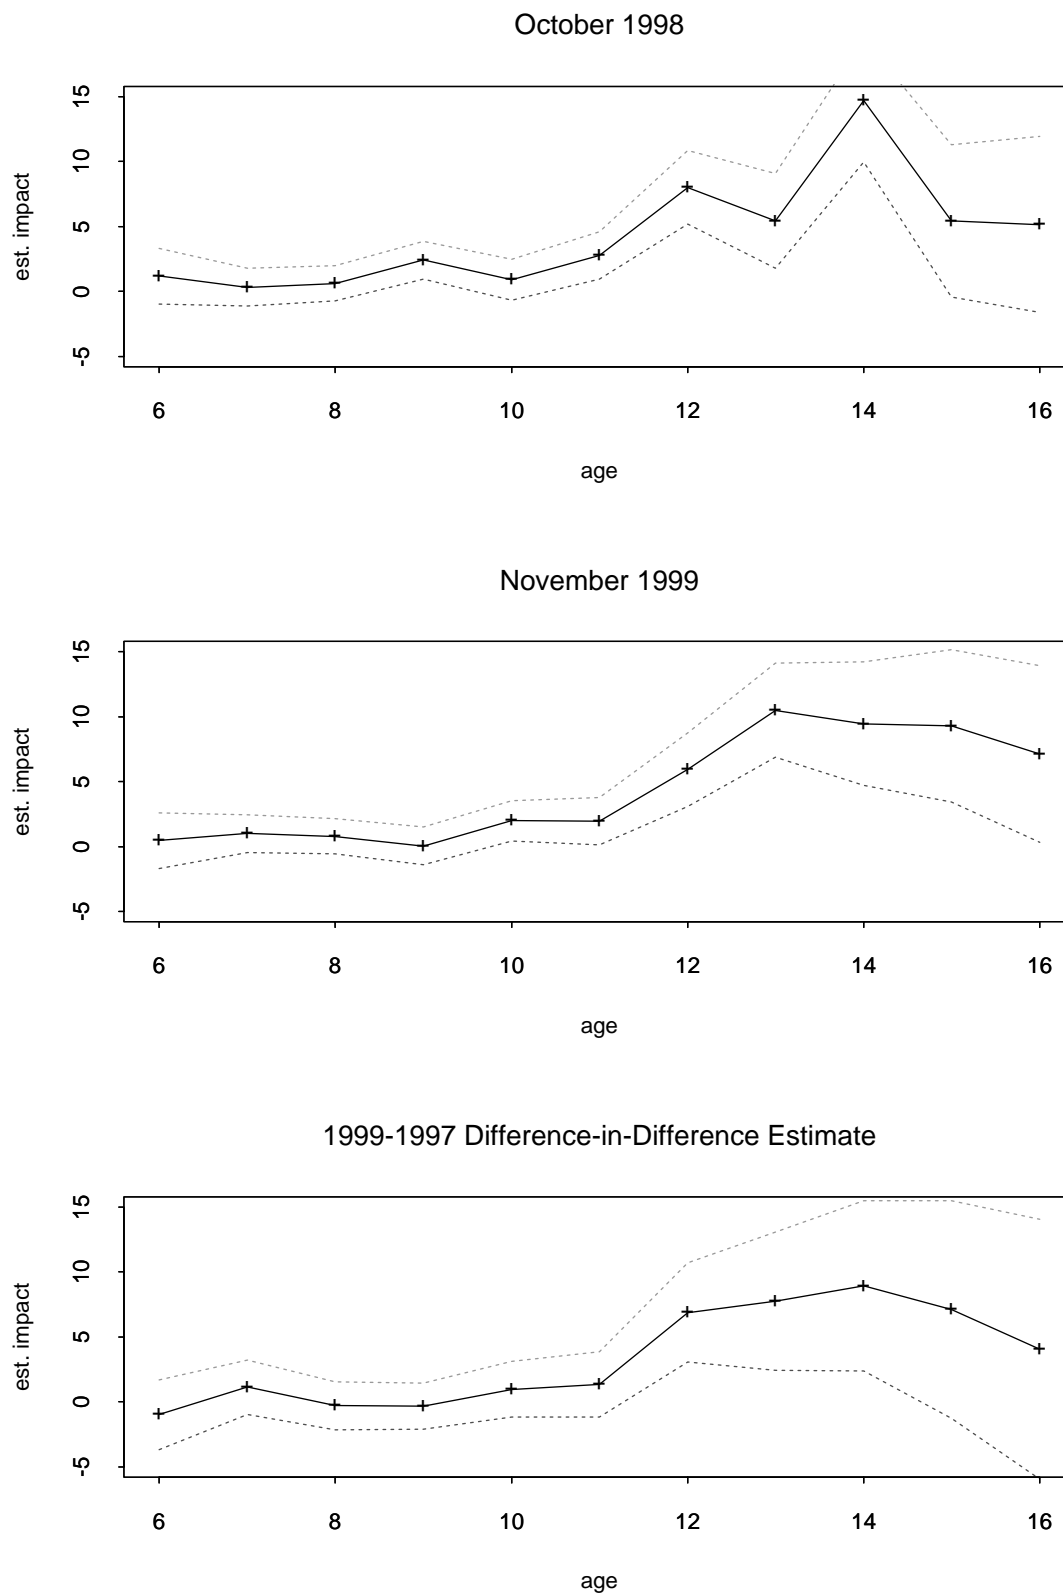 October 1998
15
10
5
0
-5
est. impact
6 8 10 12 14 16
age
November 1999
15
10
5
0
-5
est. impact
6 8 10 12 14 16
age
1999-1997 Difference-in-Difference Estimate
15
10
5
0
-5
est. impact
6 8 10 12 14 16
age